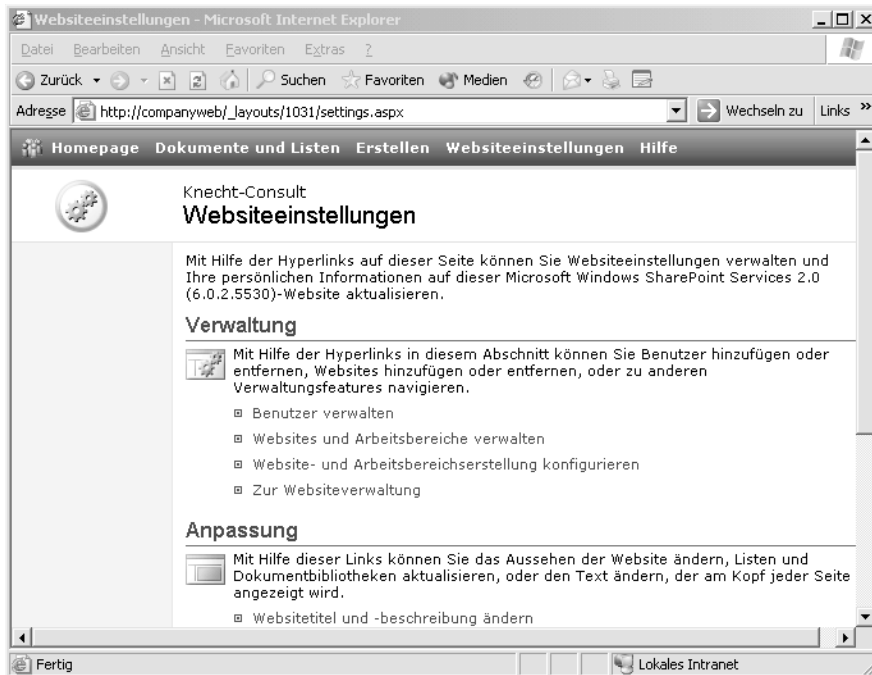 Websiteeinstellungen - Microsoft Internet Explorer
Datei Bearbeiten Ansicht Favoriten Extras ?
Zurück Suchen Favoriten Medien
Adresse http://companyweb/_layouts/1031/settings.aspx Wechseln zu Links »
Homepage Dokumente und Listen Erstellen Websiteeinstellungen Hilfe
Knecht-Consult
Websiteeinstellungen
Mit Hilfe der Hyperlinks auf dieser Seite können Sie Websiteeinstellungen verwalten und
Ihre persönlichen Informationen auf dieser Microsoft Windows SharePoint Services 2.0
(6.0.2.5530)-Website aktualisieren.
Verwaltung
Mit Hilfe der Hyperlinks in diesem Abschnitt können Sie Benutzer hinzufügen oder
entfernen, Websites hinzufügen oder entfernen, oder zu anderen
Verwaltungsfeatures navigieren.
Benutzer verwalten
Websites und Arbeitsbereiche verwalten
Website- und Arbeitsbereichserstellung konfigurieren
Zur Websiteverwaltung
Anpassung
Mit Hilfe dieser Links können Sie das Aussehen der Website ändern, Listen und
Dokumentbibliotheken aktualisieren, oder den Text ändern, der am Kopf jeder Seite
angezeigt wird.
Websitetitel und -beschreibung ändern
Fertig Lokales Intranet